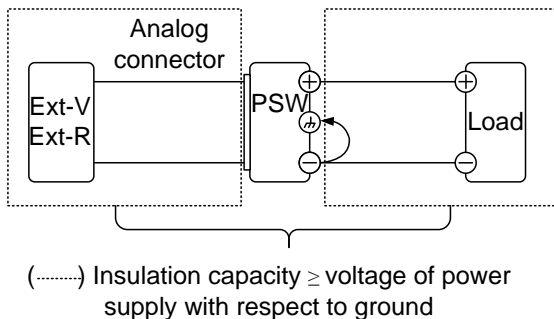 Analog
connector
Ext-V
Ext-R
PSW
+
+
Load
-
-
(........) Insulation capacity ≥ voltage of power
supply with respect to ground